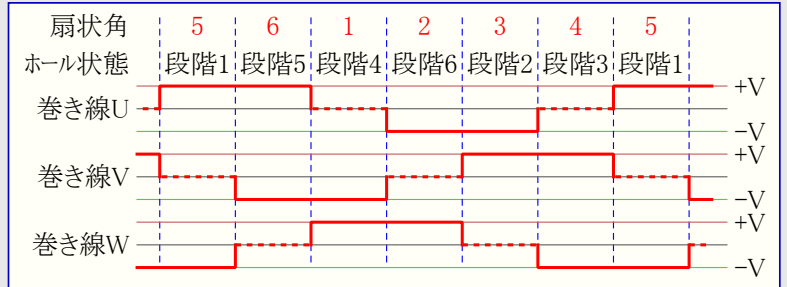 扇状角 5 6 1 2 3 4 5
ホール状態 段階1 段階5 段階4 段階6 段階2 段階3 段階1
+V
巻き線U
−V
+V
巻き線V
−V
+V
巻き線W
−V